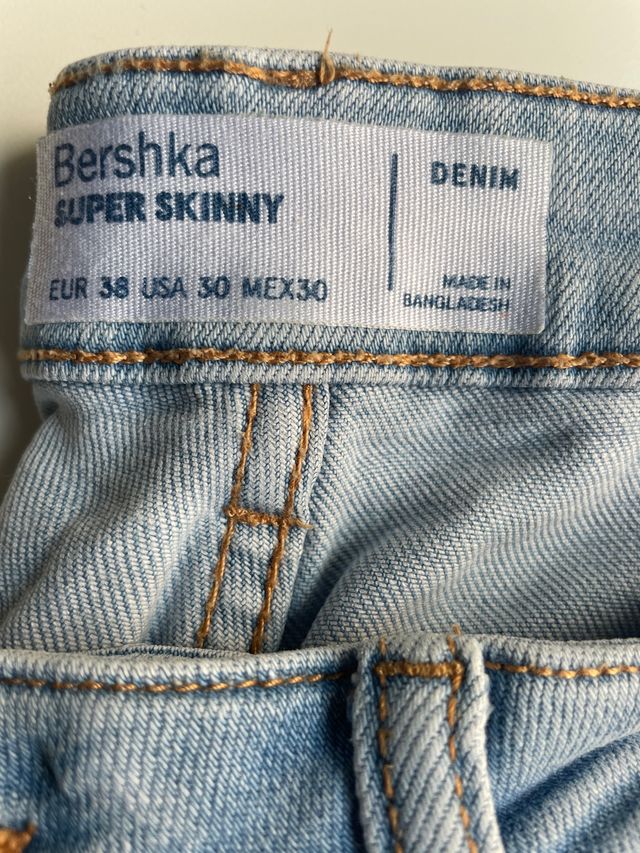 Bershka
SUPER SKINNY
EUR 38 USA 30 MEX30
DENIM
MADE IN
BANGLADESH